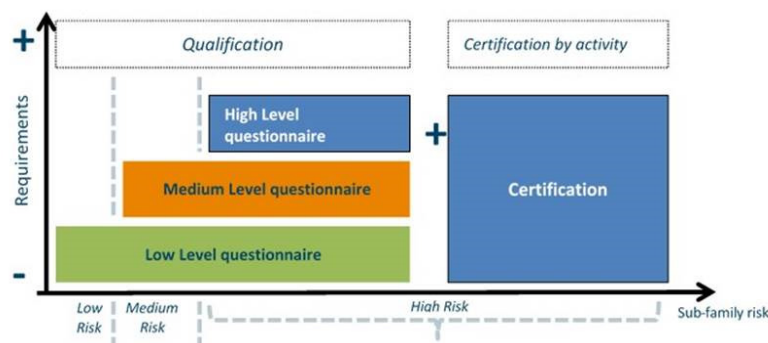 +
Qualification
Certification by activity
Requirements
High Level
questionnaire
+
Medium Level questionnaire
Certification
Low Level questionnaire
-
Low
Risk
Medium
Risk
High Risk
Sub-family risk